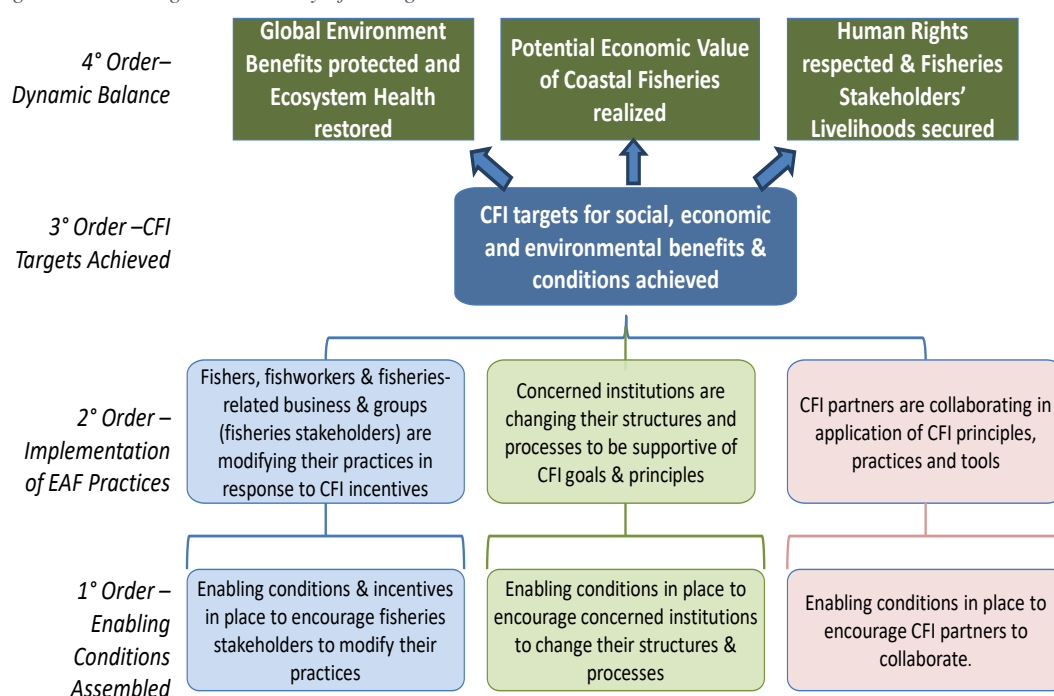 4° Order–
Dynamic Balance
Global Environment
Benefits protected and
Ecosystem Health
restored
Potential Economic Value
of Coastal Fisheries
realized
Human Rights
respected & Fisheries
Stakeholders’
Livelihoods secured
3° Order –CFI
Targets Achieved
CFI targets for social, economic
and environmental benefits &
conditions achieved
2° Order –
Implementation
of EAF Practices
Fishers, fishworkers & fisheries-
related business & groups
(fisheries stakeholders) are
modifying their practices in
response to CFI incentives
Concerned institutions are
changing their structures and
processes to be supportive of
CFI goals & principles
CFI partners are collaborating in
application of CFI principles,
practices and tools
1° Order –
Enabling
Conditions
Assembled
Enabling conditions & incentives
in place to encourage fisheries
stakeholders to modify their
practices
Enabling conditions in place to
encourage concerned institutions
to change their structures &
processes
Enabling conditions in place to
encourage CFI partners to
collaborate.